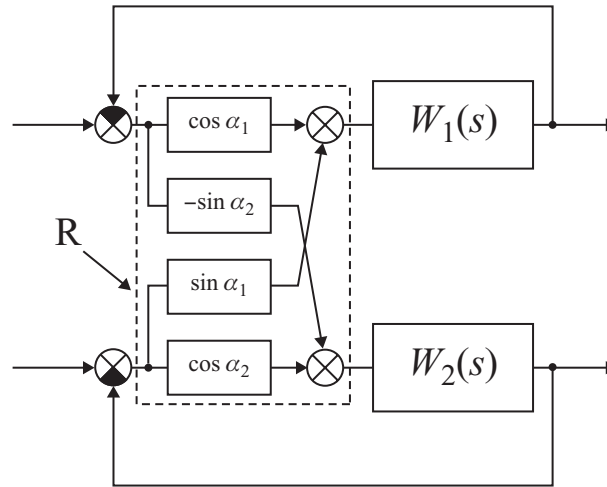 cos α₁
W₁(s)
−sin α₂
R
sin α₁
cos α₂
W₂(s)